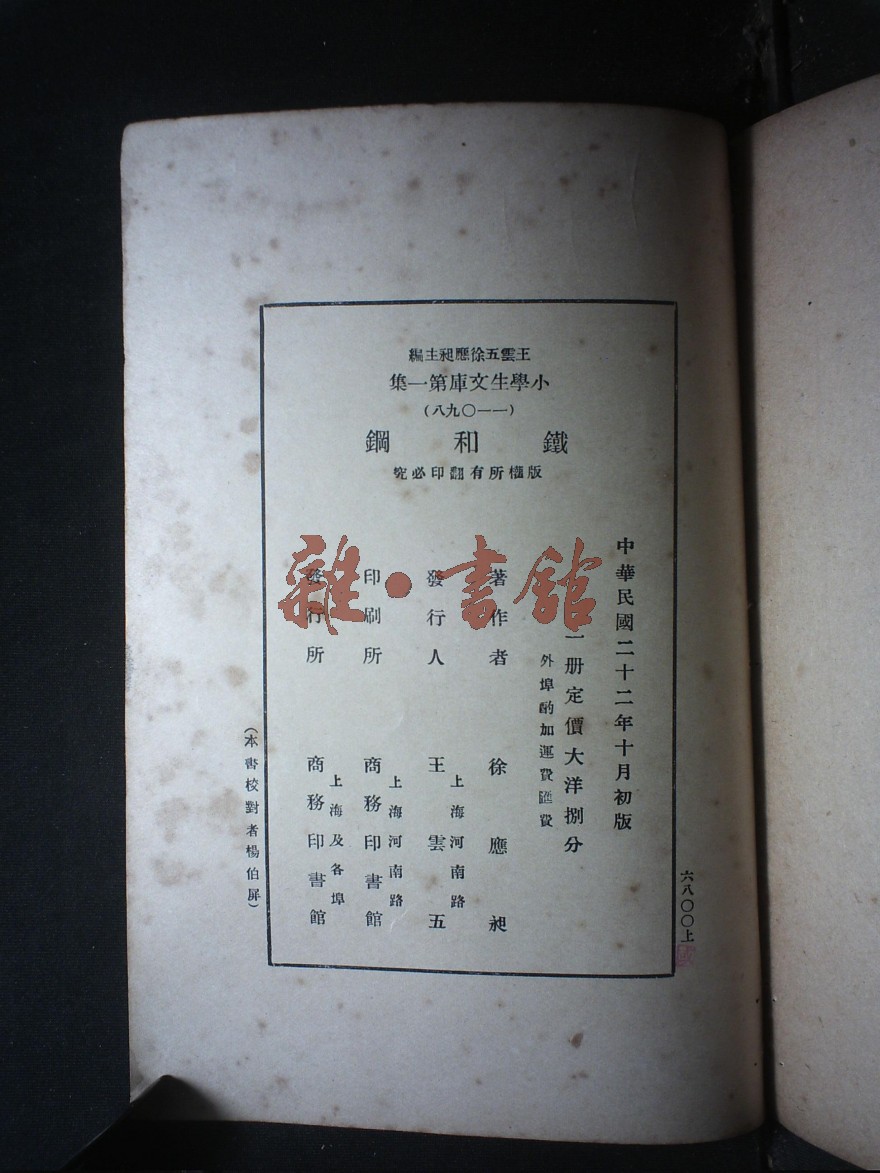 王雲五徐應昶主編
小學生文庫第一集
(一一〇九八)
鐵和鋼
版權所有翻印必究
六八〇〇上
中華民國二十二年十月初版
一册定價大洋捌分
外埠酌加運費匯費
著作者 徐應昶
發行人 上海河南路
王雲五
印刷所 上海河南路
商務印書館
發行所 上海及各埠
商務印書館
(本書校對者楊伯屏)
雜·書館